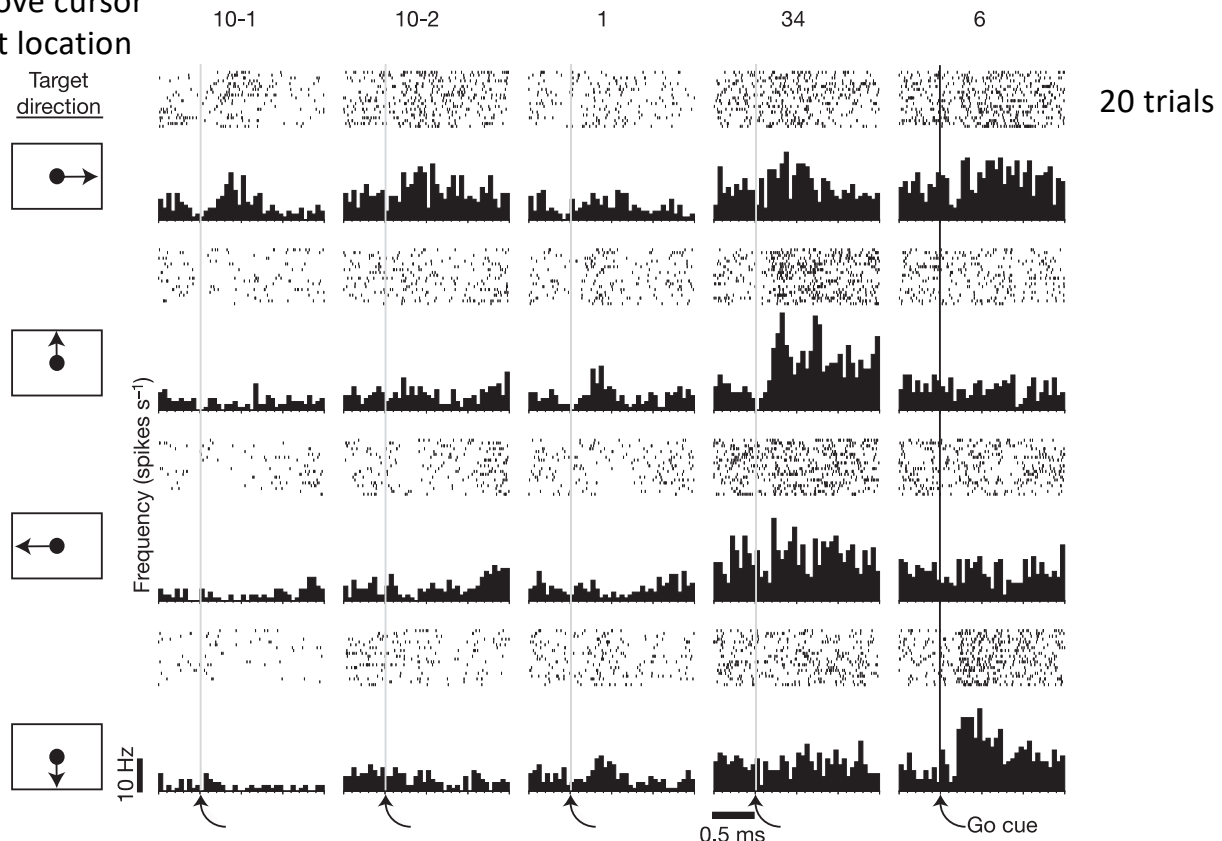 ove cursor
t location
10-1 10-2 1 34 6
Target
direction
20 trials
Frequency (spikes s⁻¹)
10 Hz
0.5 ms
Go cue